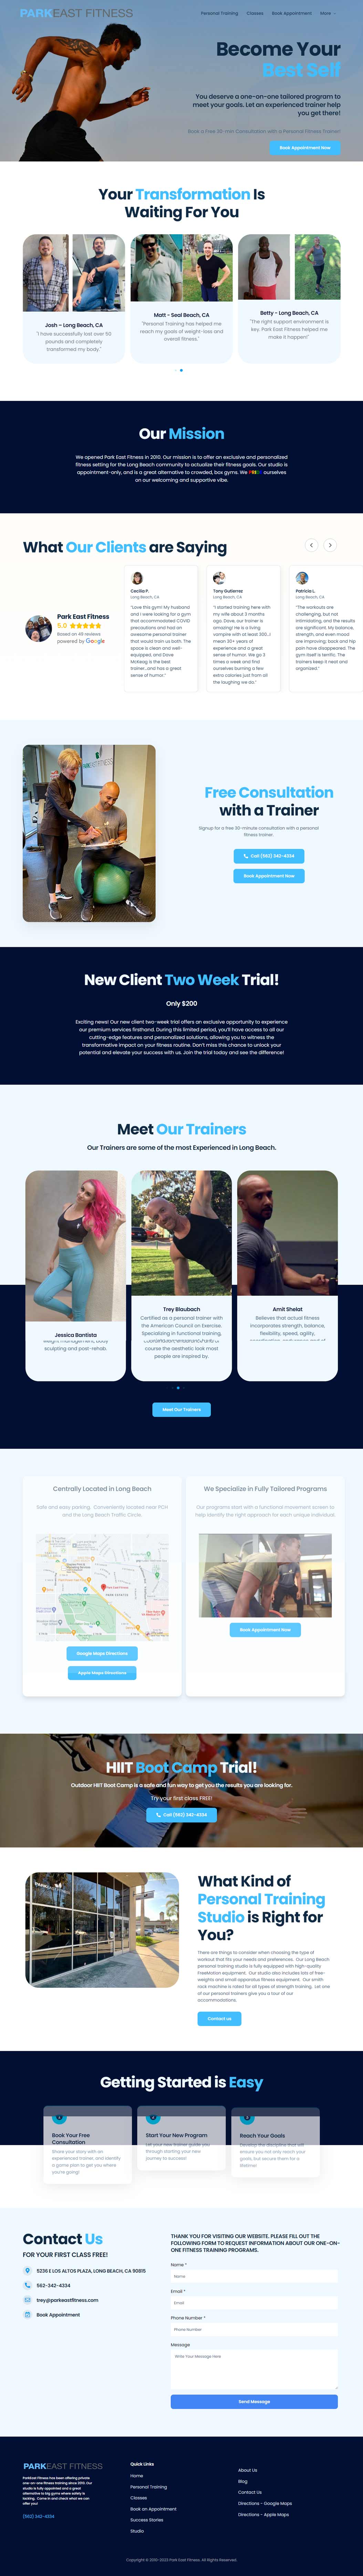 PARKEAST FITNESS
Personal Training
Classes
Book Appointment
More
Become Your
Best Self
You deserve a one-on-one tailored program to
meet your goals. Let an experienced trainer help
you get there!
Book a Free 30 min Consultation with a Personal Fitness Trainer!
Book Appointment Now
Your Transformation Is
Waiting For You
Josh – Long Beach, CA
"I have successfully lost over 50
pounds and completely
transformed my body."
Matt - Seal Beach, CA
"Personal Training has helped me
reach my goals of weight-loss and
overall fitness."
Betty - Long Beach, CA
"The right support environment is
key. Park East Fitness helped me
make it happen!"
Our Mission
We opened Park East Fitness in 2010. Our mission is to offer an exclusive and personalized
fitness setting for the Long Beach community to actualize their fitness goals. Our studio is
appointment-only, and is a great alternative to crowded, box gyms. We
ourselves
on our welcoming and supportive vibe.
What Our Clients are Saying
Park East Fitness
5.0
Based on 49 reviews
powered by Google
Cecilia P.
Long Beach, CA
"Love this gym! My husband
and I were looking for a gym
that accommodated COVID
precautions and had an
awesome personal trainer
that would train us both. The
space is clean and well-
equipped, and Dave
McKeag is the best
trainer...and has a great
sense of humor."
Tony Gutierrez
Long Beach, CA
"I started training here with
my wife about 3 months
ago. Dave, our trainer is
amazing! He is a living
vampire with at least 300...I
mean 35+ years of
experience and a great
sense of humor. We go 3
times a week and find
ourselves burning a few
extra calories just from all
the laughing we do."
Patricia L.
Long Beach, CA
"The workouts are
challenging, but not
intimidating, and the results
are significant. My balance,
strength, and even mood
are improving; back and hip
pain have disappeared. The
gym itself is terrific. The
trainers keep it neat and
organized."
Free Consultation
with a Trainer
Signup for a free 30-minute consultation with a personal
fitness trainer.
Call (562) 342-4334
Book Appointment Now
New Client Two Week Trial!
Only $200
Exciting news! Our new client two-week trial offers an exclusive opportunity to experience
our premium services firsthand. During this limited period, you'll have access to all our
cutting-edge features and personalized solutions, allowing you to witness the
transformative impact on your fitness routine. Don't miss this chance to unlock your
potential and elevate your success with us. Join the trial today and see the difference!
Meet Our Trainers
Our Trainers are some of the most Experienced in Long Beach.
Jessica Bantista
weight management, body
sculpting and post-rehab.
Trey Blaubach
Certified as a personal trainer with
the American Council on Exercise.
Specializing in functional training,
course the aesthetic look most
people are inspired by.
Amit Shelat
Believes that actual fitness
incorporates strength, balance,
flexibility, speed, agility,
Meet Our Trainers
Centrally Located in Long Beach
Safe and easy parking. Conveniently located near PCH
and the Long Beach Traffic Circle.
Google Maps Directions
Apple Maps Directions
We Specialize in Fully Tailored Programs
Our programs start with a functional movement screen to
help identify the right approach for each unique individual.
Book Appointment Now
HIIT Boot Camp Trial!
Outdoor HIIT Boot Camp is a safe and fun way to get you the results you are looking for.
Try your first class FREE!
Call (562) 342-4334
What Kind of
Personal Training
Studio is Right for
You?
There are things to consider when choosing the type of
workout that fits your needs and preferences. Our Long Beach
personal training studio is fully equipped with high-quality
FreeMotion equipment. Our studio also includes lots of free-
weights and small apparatus fitness equipment. Our smith
rack machine is rated for all types of strength training. Let one
of our personal trainers give you a tour of our
accommodations.
Contact us
Getting Started is Easy
1
Book Your Free
Consultation
Share your story with an
experienced trainer, and identify
a game plan to get you where
you're going!
2
Start Your New Program
Let your new trainer guide you
through starting your new
journey to success!
3
Reach Your Goals
Develop the discipline that will
ensure you not only reach your
goals, but secure them for a
lifetime!
Contact Us
FOR YOUR FIRST CLASS FREE!
5236 E LOS ALTOS PLAZA, LONG BEACH, CA 90815
562-342-4334
trey@parkeastfitness.com
Book Appointment
THANK YOU FOR VISITING OUR WEBSITE. PLEASE FILL OUT THE
FOLLOWING FORM TO REQUEST INFORMATION ABOUT OUR ONE-ON-
ONE FITNESS TRAINING PROGRAMS.
Name *
Name
Email *
Email
Phone Number *
Phone Number
Message
Write Your Message Here
Send Message
PARKEAST FITNESS
ParkEast Fitness has been offering private
one-on-one fitness training since 2010. Our
studio is fully appointed and a great
alternative to big gyms where safety is
lacking. Come in and check what we can
offer you!
(562) 342-4334
Quick Links
Home
Personal Training
Classes
Book an Appointment
Success Stories
Studio
About Us
Blog
Contact Us
Directions - Google Maps
Directions - Apple Maps
Copyright © 2010-2023 Park East Fitness. All Rights Reserved.